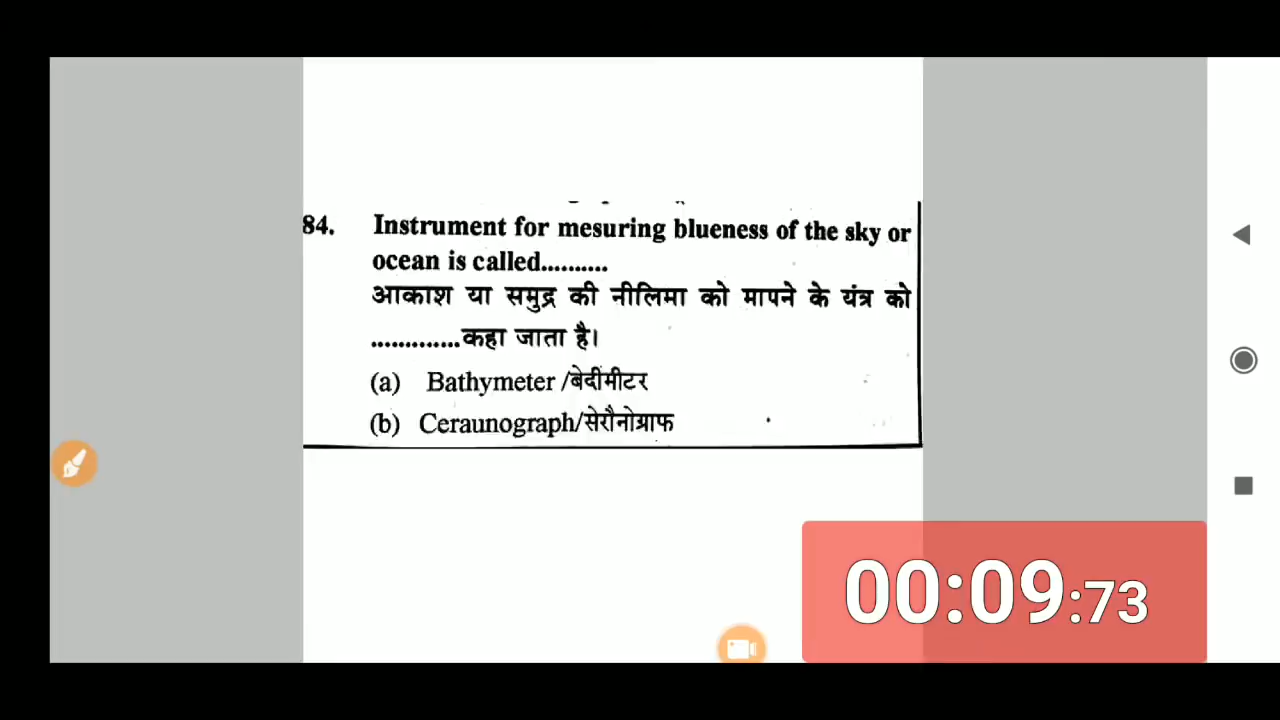 84. Instrument for mesuring blueness of the sky or
ocean is called..........
आकाश या समुद्र की नीलिमा को मापने के यंत्र को
.............कहा जाता है।
(a) Bathymeter /बेदीमीटर
(b) Ceraunograph/सेरौनोग्राफ
00:09:73